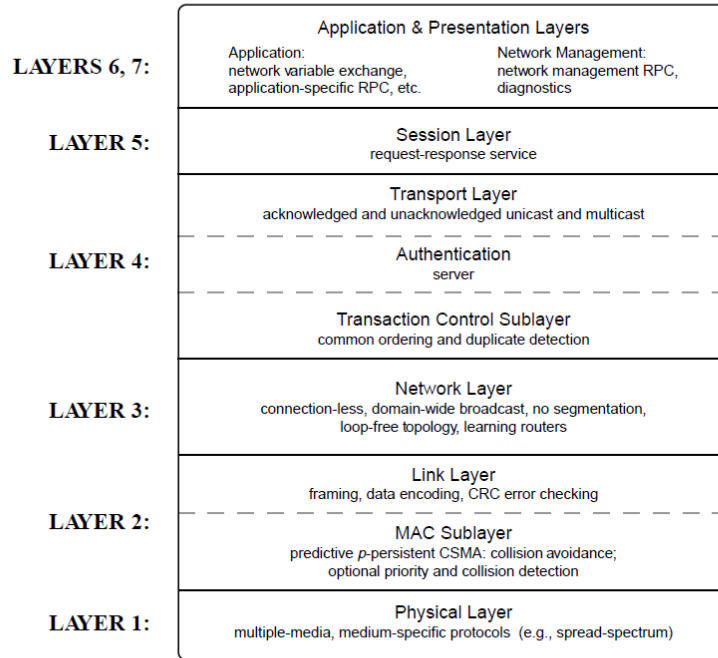 Application & Presentation Layers
LAYERS 6, 7:
Application:
network variable exchange,
application-specific RPC, etc.
Network Management:
network management RPC,
diagnostics
LAYER 5:
Session Layer
request-response service
Transport Layer
acknowledged and unacknowledged unicast and multicast
LAYER 4:
Authentication
server
Transaction Control Sublayer
common ordering and duplicate detection
LAYER 3:
Network Layer
connection-less, domain-wide broadcast, no segmentation,
loop-free topology, learning routers
Link Layer
framing, data encoding, CRC error checking
LAYER 2:
MAC Sublayer
predictive p-persistent CSMA: collision avoidance;
optional priority and collision detection
LAYER 1:
Physical Layer
multiple-media, medium-specific protocols (e.g., spread-spectrum)